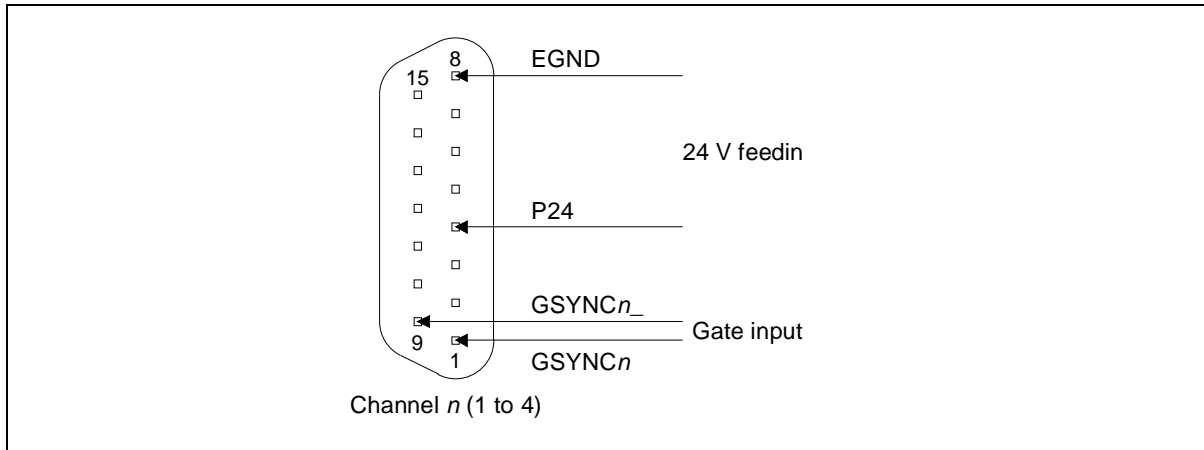 8
EGND
15
24 V feedin
P24
GSYNCn_
Gate input
9
1
GSYNCn
Channel n (1 to 4)